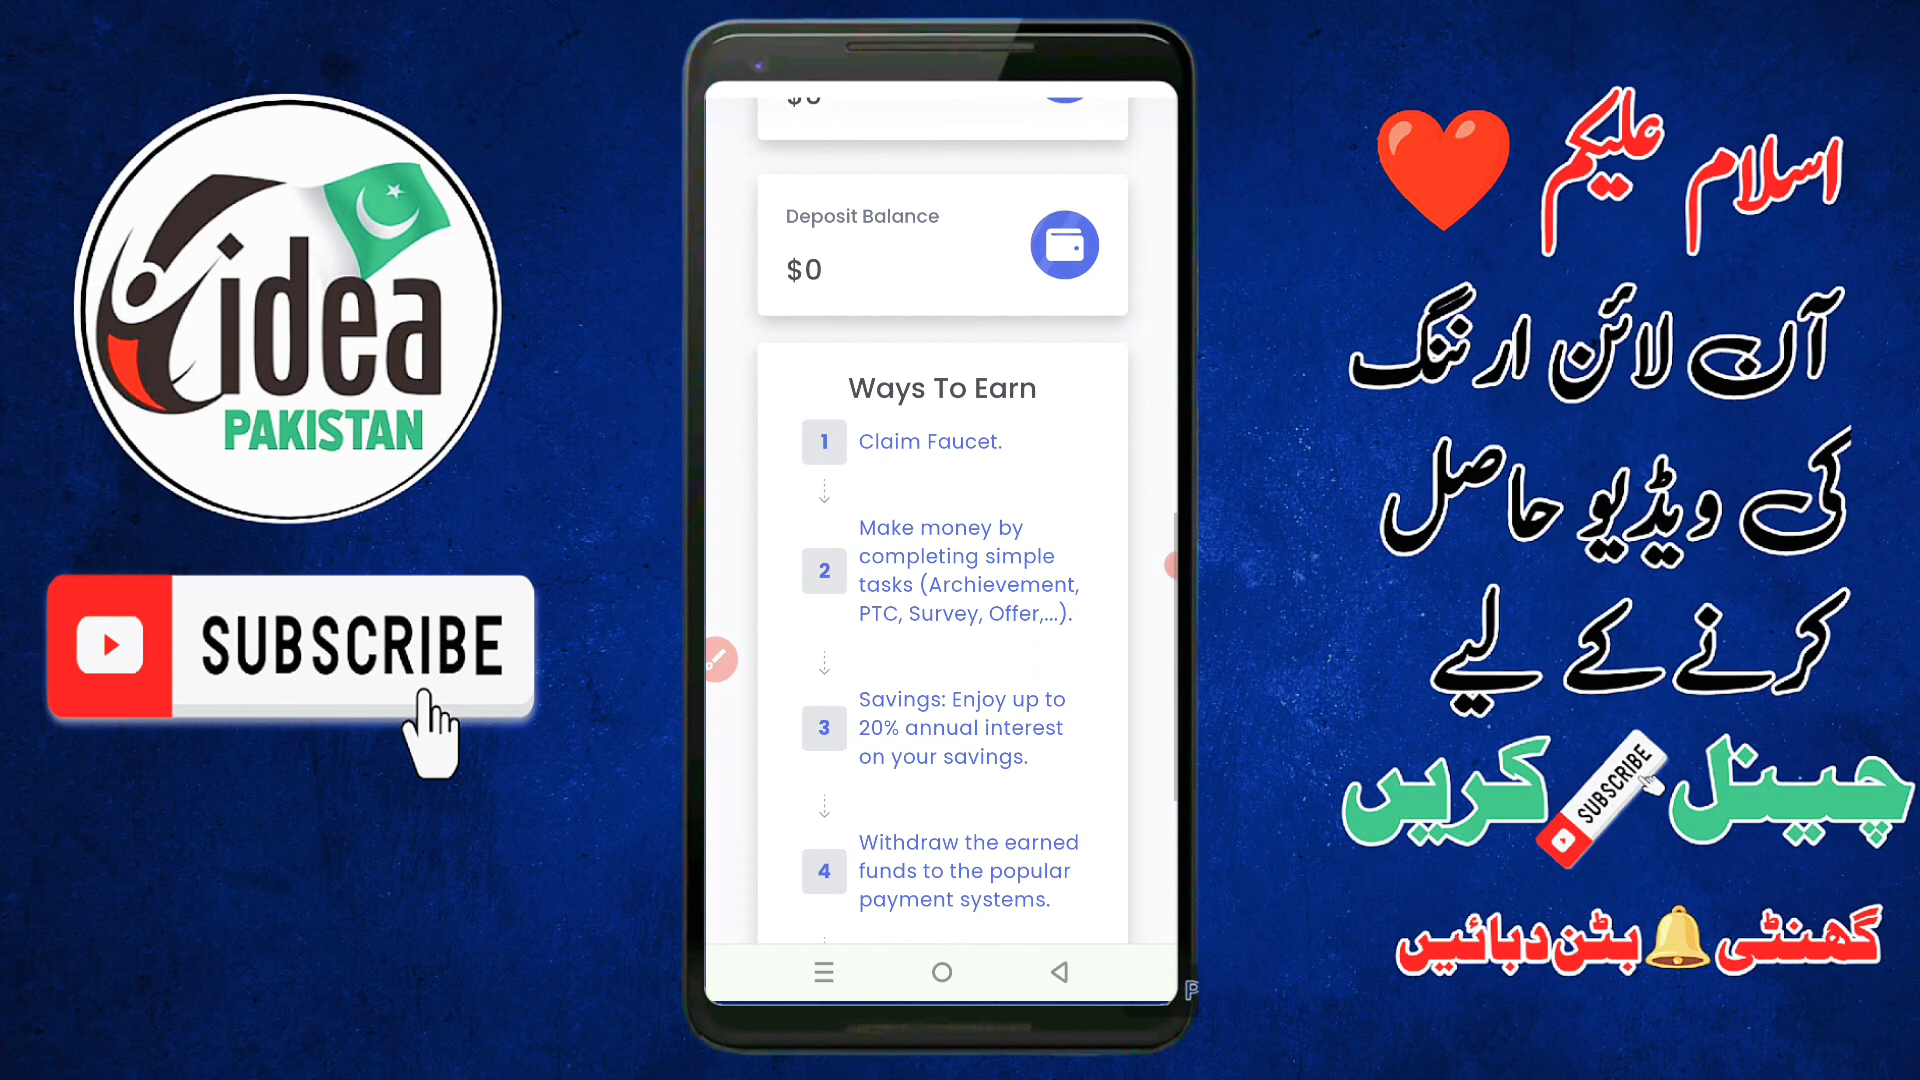 idea
PAKISTAN
SUBSCRIBE
Deposit Balance
$0
Ways To Earn
1 Claim Faucet.
2 Make money by
completing simple
tasks (Archievement,
PTC, Survey, Offer,...).
3 Savings: Enjoy up to
20% annual interest
on your savings.
4 Withdraw the earned
funds to the popular
payment systems.
اسلام علیکم
آن لائن ارننگ
کی ویڈیو حاصل
کرنے کے لیے
چینل SUBSCRIBE کریں
گھنٹی بٹن دبائیں